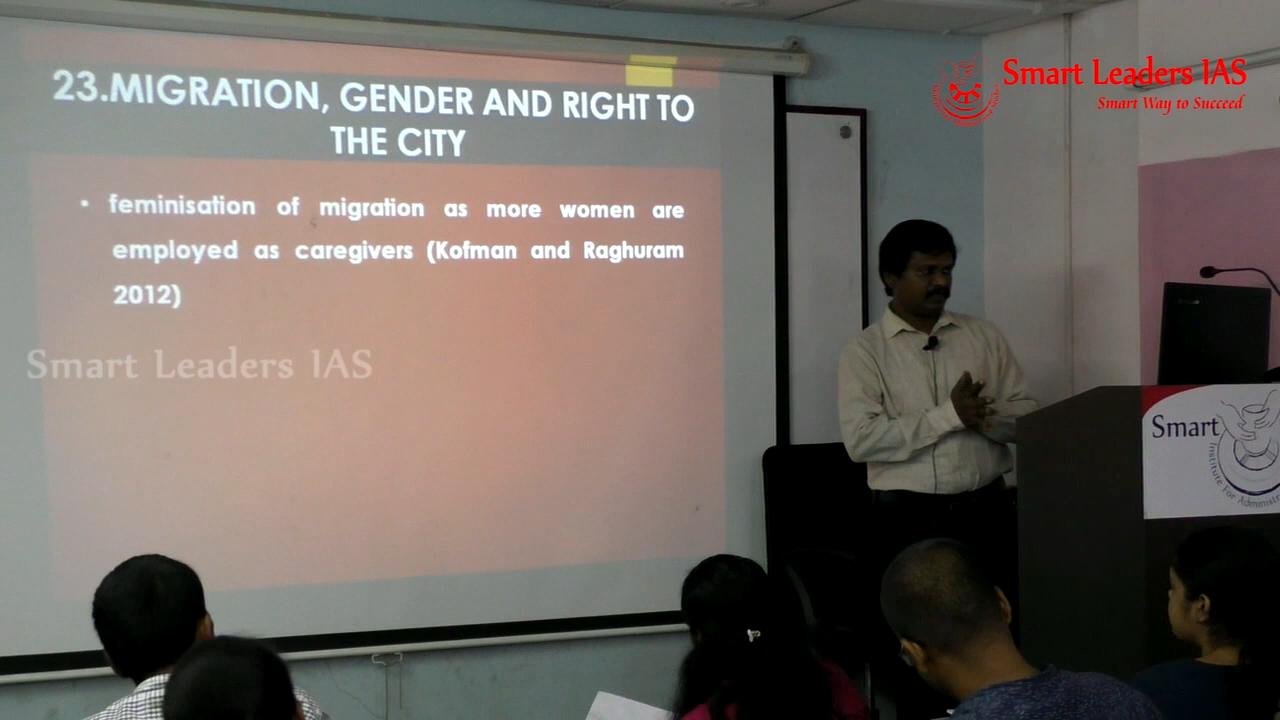 23.MIGRATION, GENDER AND RIGHT TO
THE CITY
• feminisation of migration as more women are
employed as caregivers (Kofman and Raghuram
2012)
Smart Leaders IAS
Smart Leaders IAS
Smart Way to Succeed
Smart